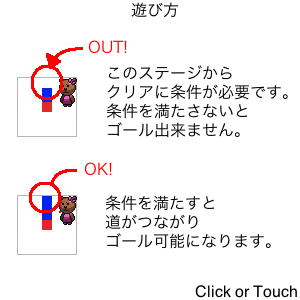 遊び方
OUT!
このステージから
クリアに条件が必要です。
条件を満たさないと
ゴール出来ません。
OK!
条件を満たすと
道がつながり
ゴール可能になります。
Click or Touch